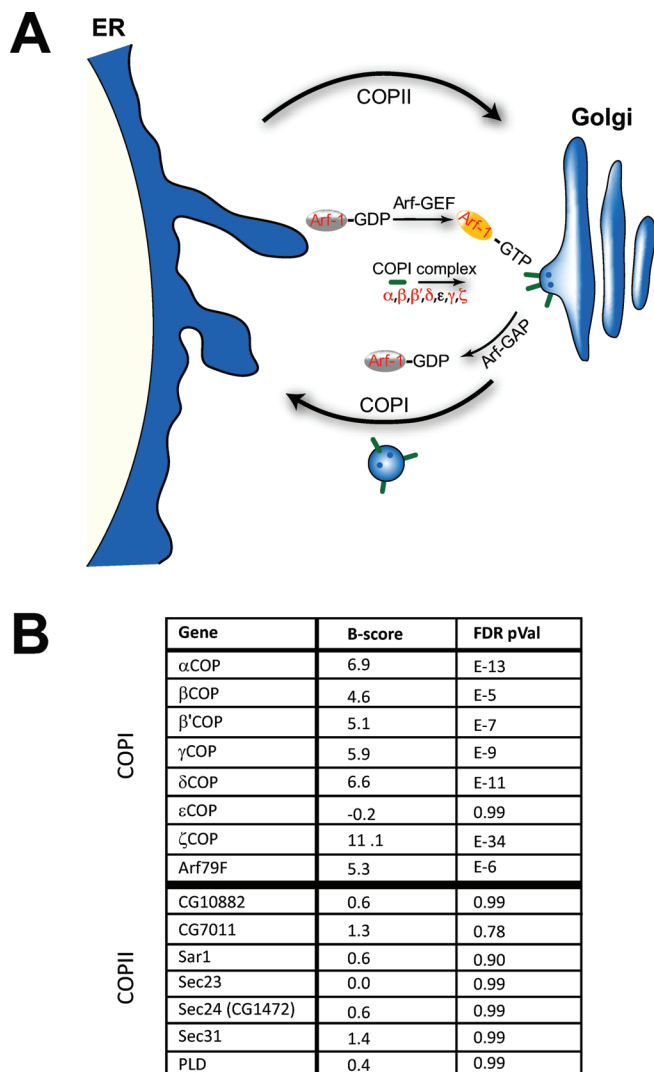 A
ER
COPII
Golgi
Arf-1-GDP
Arf-GEF
Arf-1-GTP
COPI complex
α,β,β',δ,ε,γ,ζ
Arf-GAP
Arf-1-GDP
COPI
B
Gene B-score FDR pVal
COPI
αCOP 6.9 E-13
βCOP 4.6 E-5
β'COP 5.1 E-7
γCOP 5.9 E-9
δCOP 6.6 E-11
εCOP -0.2 0.99
ζCOP 11 .1 E-34
Arf79F 5.3 E-6
COPII
CG10882 0.6 0.99
CG7011 1.3 0.78
Sar1 0.6 0.90
Sec23 0.0 0.99
Sec24 (CG1472) 0.6 0.99
Sec31 1.4 0.99
PLD 0.4 0.99